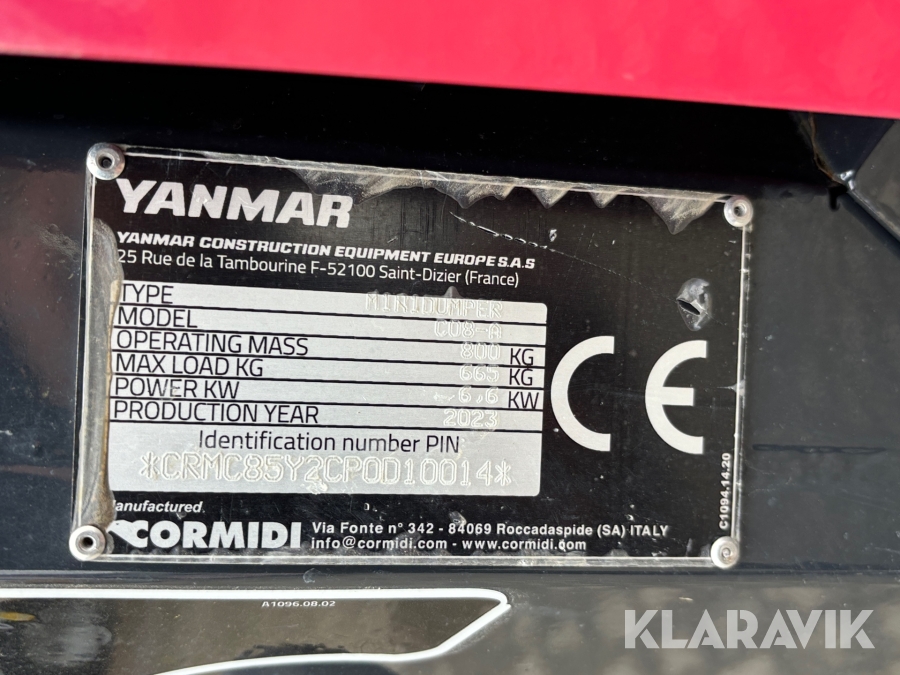 YANMAR
YANMAR CONSTRUCTION EQUIPMENT EUROPE S.A.S
25 Rue de la Tambourine F-52100 Saint-Dizier (France)
TYPE MINIDUMPER
MODEL C08-A
OPERATING MASS 800 KG
MAX LOAD KG 665 KG
POWER KW 6,6 KW
PRODUCTION YEAR 2023
Identification number PIN
*CRMC85Y2CP0D10014*
CE
C1094.14.20
Manufactured
CORMIDI
Via Fonte n° 342 - 84069 Roccadaspide (SA) ITALY
info@cormidi.com - www.cormidi.com
A1096.08.02
KLARAVIK